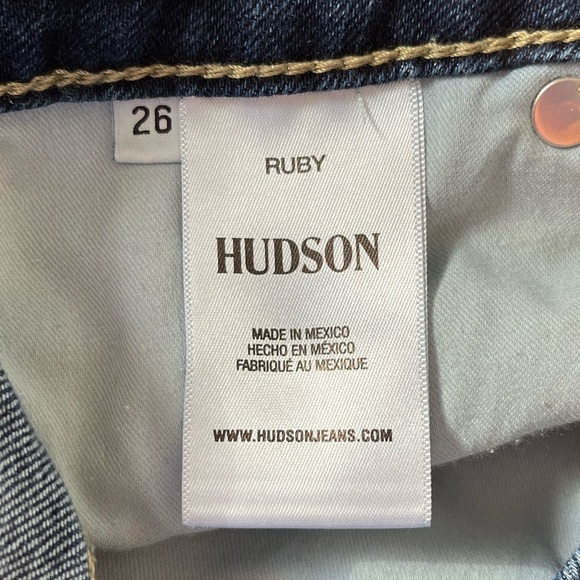 26
RUBY
HUDSON
MADE IN MEXICO
HECHO EN MÉXICO
FABRIQUÉ AU MEXIQUE
WWW.HUDSONJEANS.COM